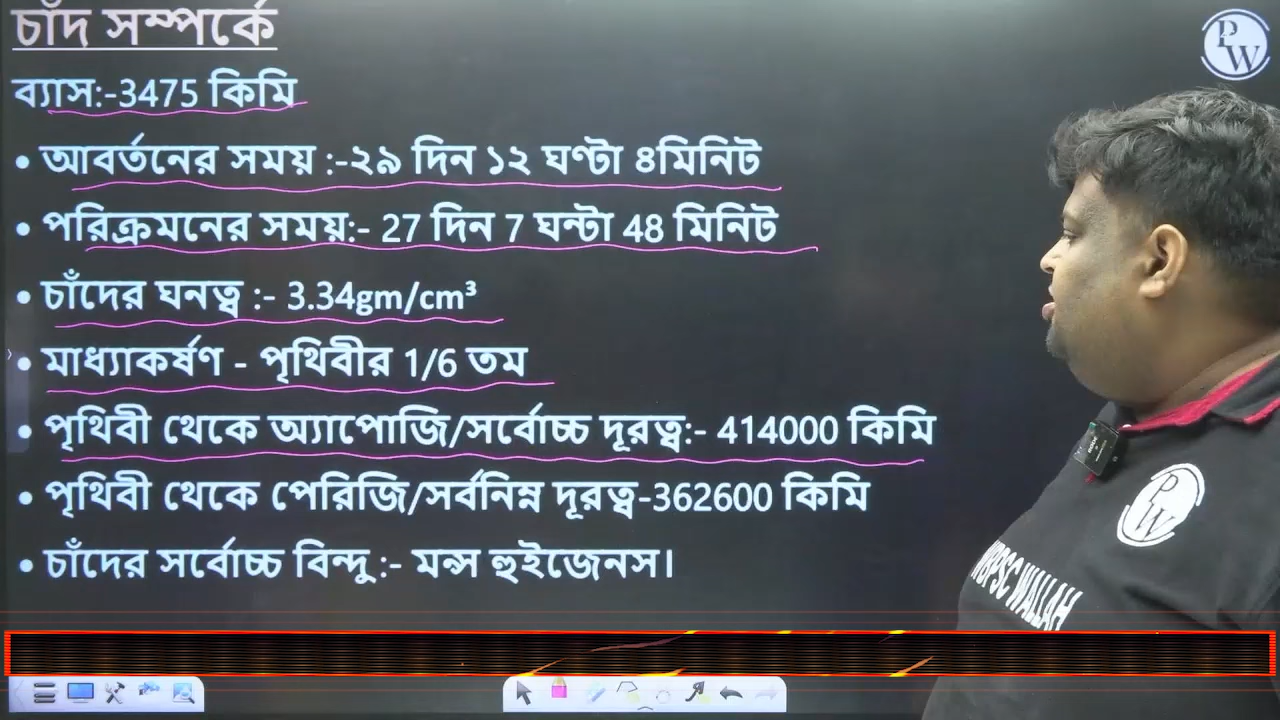 চাঁদ সম্পর্কে
ব্যাস:-3475 কিমি
• আবর্তনের সময় :-২৯ দিন ১২ ঘণ্টা ৪মিনিট
• পরিক্রমনের সময়:- 27 দিন 7 ঘন্টা 48 মিনিট
• চাঁদের ঘনত্ব :- 3.34gm/cm³
• মাধ্যাকর্ষণ - পৃথিবীর 1/6 তম
• পৃথিবী থেকে অ্যাপোজি/সর্বোচ্চ দূরত্ব:- 414000 কিমি
• পৃথিবী থেকে পেরিজি/সর্বনিম্ন দূরত্ব-362600 কিমি
• চাঁদের সর্বোচ্চ বিন্দু :- মন্স হুইজেনস।
PW
PW
WBPSC WALLAH